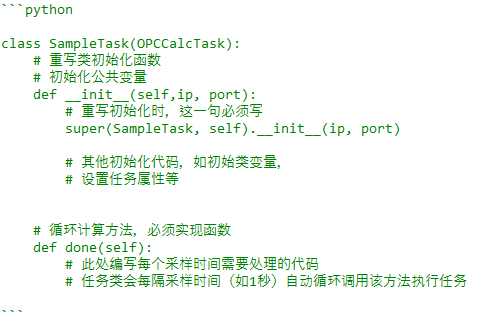 ```python
class SampleTask(OPCCalcTask):
    # 重写类初始化函数
    # 初始化公共变量
    def __init__(self,ip, port):
        # 重写初始化时，这一句必须写
        super(SampleTask, self).__init__(ip, port)
        # 其他初始化代码，如初始类变量，
        # 设置任务属性等
    # 循环计算方法，必须实现函数
    def done(self):
        # 此处编写每个采样时间需要处理的代码
        # 任务类会每隔采样时间（如1秒）自动循环调用该方法执行任务
```